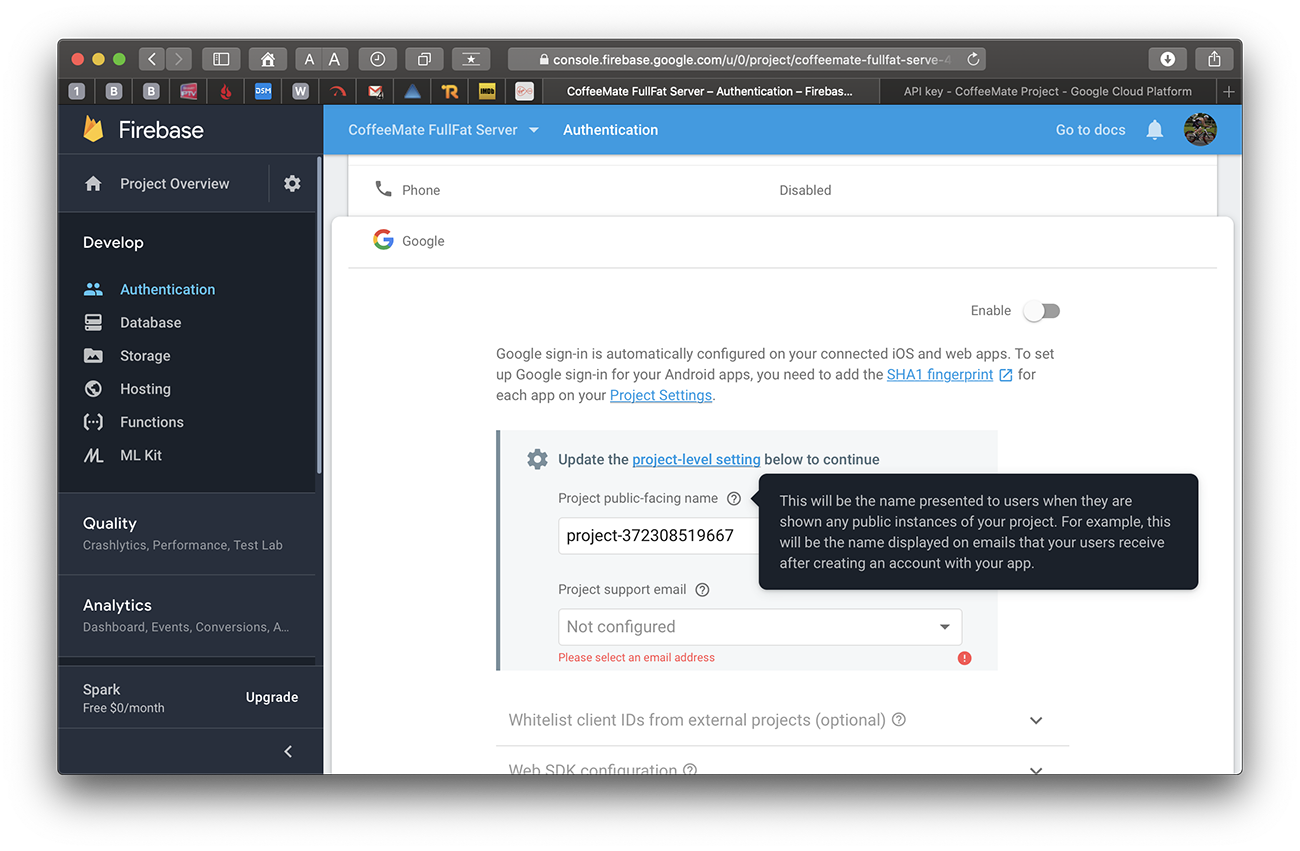 A A
console.firebase.google.com/u/0/project/coffeemate-fullfat-serve-4
1 B B DSM W TR IMDb CoffeeMate FullFat Server – Authentication – Firebas... API key - CoffeeMate Project - Google Cloud Platform
Firebase
CoffeeMate FullFat Server
Authentication
Go to docs
Project Overview
Develop
Authentication
Database
Storage
Hosting
Functions
ML Kit
Quality
Crashlytics, Performance, Test Lab
Analytics
Dashboard, Events, Conversions, A...
Spark
Free $0/month
Upgrade
Phone Disabled
Google
Enable
Google sign-in is automatically configured on your connected iOS and web apps. To set
up Google sign-in for your Android apps, you need to add the SHA1 fingerprint for
each app on your Project Settings.
Update the project-level setting below to continue
Project public-facing name
project-372308519667
This will be the name presented to users when they are
shown any public instances of your project. For example, this
will be the name displayed on emails that your users receive
after creating an account with your app.
Project support email
Not configured
Please select an email address
Whitelist client IDs from external projects (optional)
Web SDK configuration